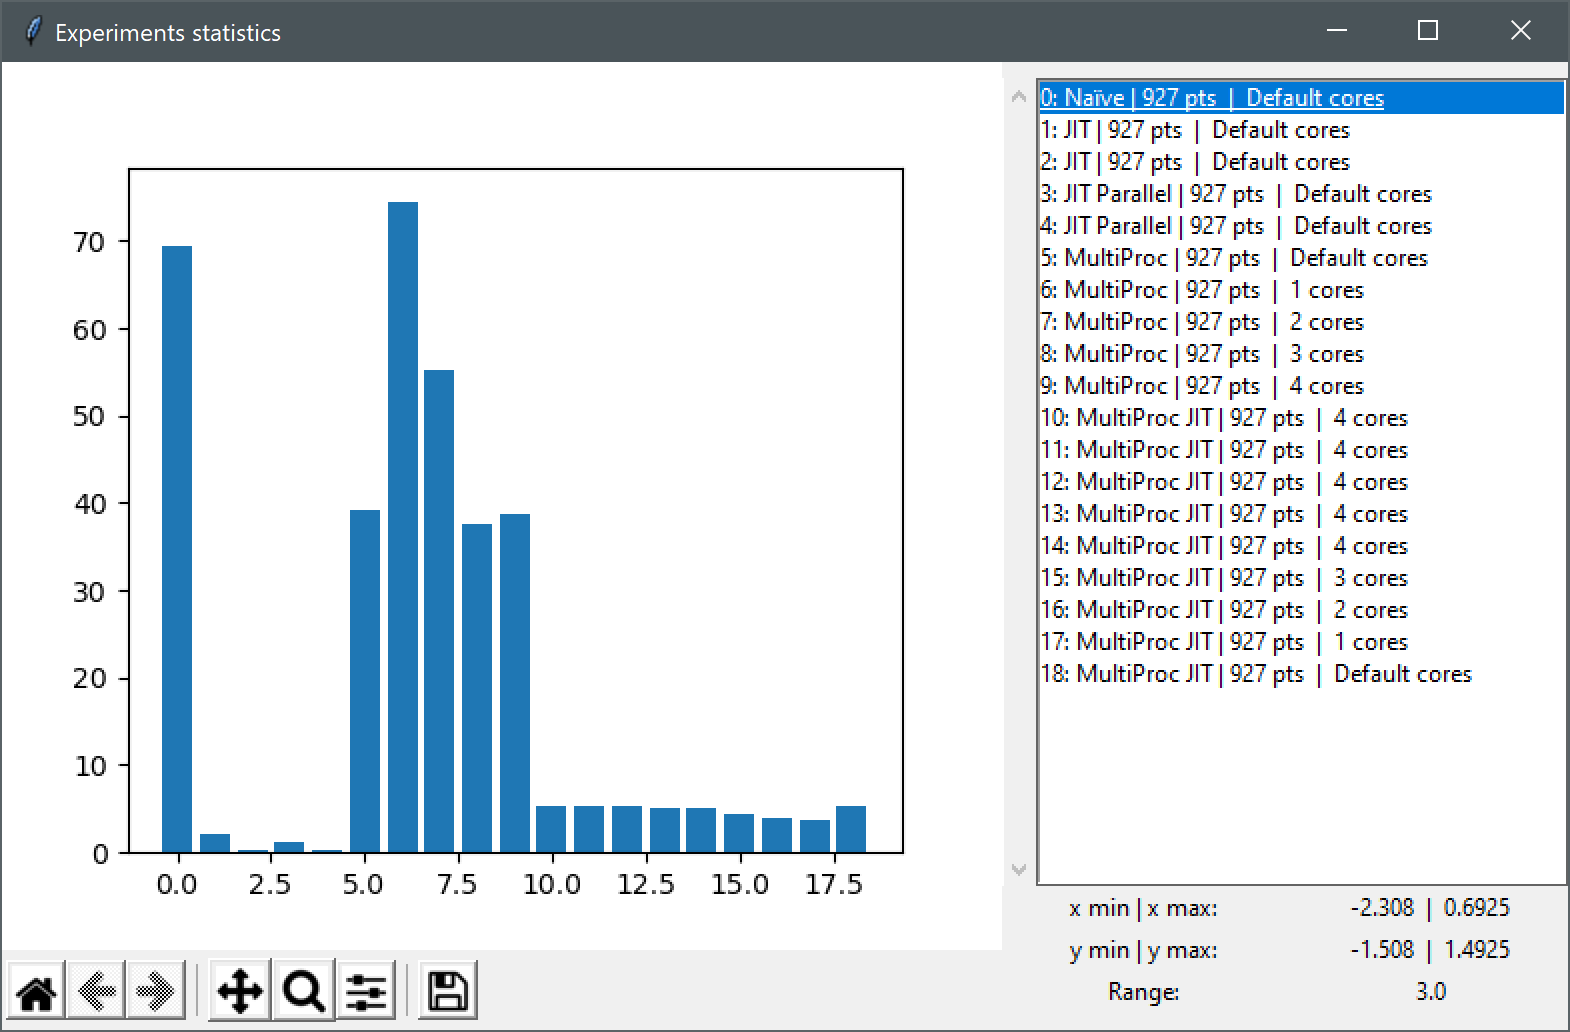 Experiments statistics
70
60
50
40
30
20
10
0
0.0 2.5 5.0 7.5 10.0 12.5 15.0 17.5
0: Naïve | 927 pts | Default cores
1: JIT | 927 pts | Default cores
2: JIT | 927 pts | Default cores
3: JIT Parallel | 927 pts | Default cores
4: JIT Parallel | 927 pts | Default cores
5: MultiProc | 927 pts | Default cores
6: MultiProc | 927 pts | 1 cores
7: MultiProc | 927 pts | 2 cores
8: MultiProc | 927 pts | 3 cores
9: MultiProc | 927 pts | 4 cores
10: MultiProc JIT | 927 pts | 4 cores
11: MultiProc JIT | 927 pts | 4 cores
12: MultiProc JIT | 927 pts | 4 cores
13: MultiProc JIT | 927 pts | 4 cores
14: MultiProc JIT | 927 pts | 4 cores
15: MultiProc JIT | 927 pts | 3 cores
16: MultiProc JIT | 927 pts | 2 cores
17: MultiProc JIT | 927 pts | 1 cores
18: MultiProc JIT | 927 pts | Default cores
x min | x max: -2.308 | 0.6925
y min | y max: -1.508 | 1.4925
Range: 3.0